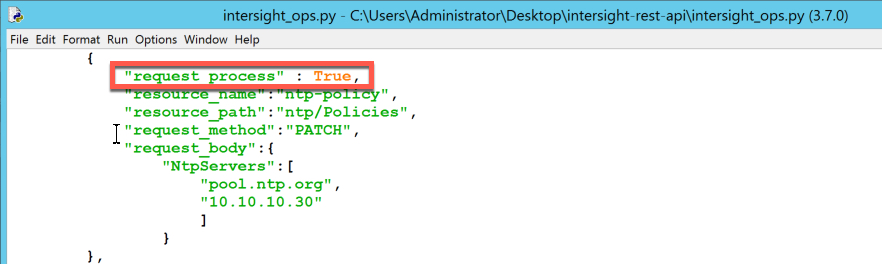 intersight_ops.py - C:\Users\Administrator\Desktop\intersight-rest-api\intersight_ops.py (3.7.0)
File Edit Format Run Options Window Help
{
"request_process" : True,
"resource_name":"ntp-policy",
"resource_path":"ntp/Policies",
"request_method":"PATCH",
"request_body":{
"NtpServers":[
"pool.ntp.org",
"10.10.10.30"
]
}
},